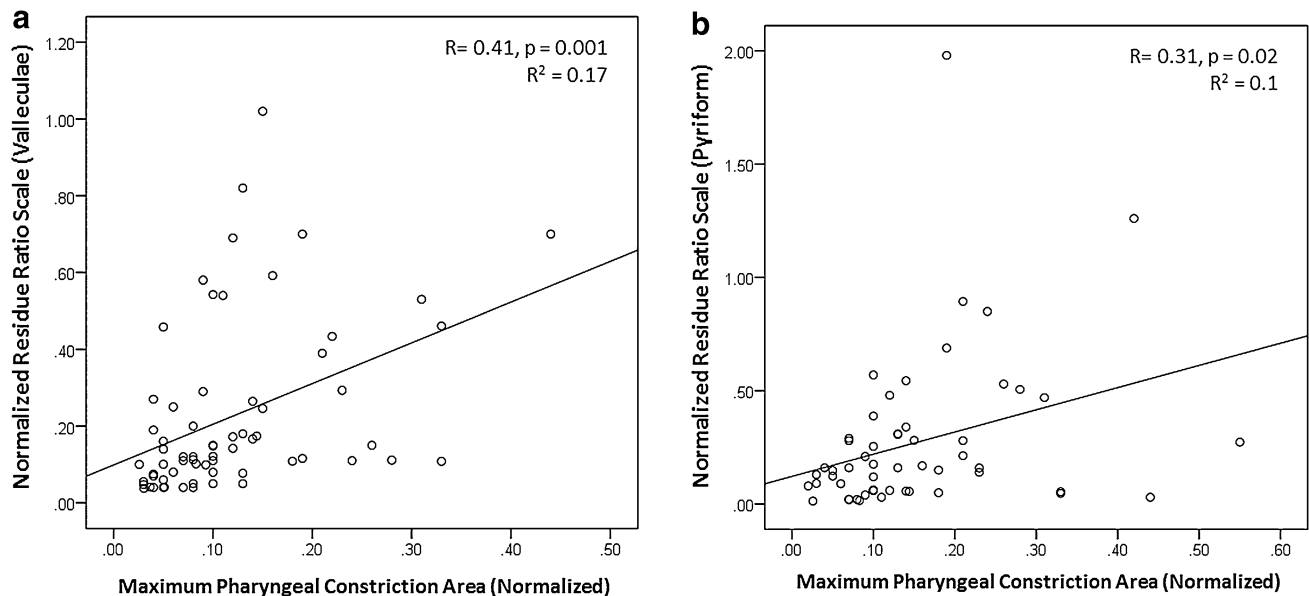 a
Normalized Residue Ratio Scale (Valleculae)
R= 0.41, p = 0.001
R² = 0.17
1.20
1.00
.80
.60
.40
.20
.00
.00 .10 .20 .30 .40 .50
Maximum Pharyngeal Constriction Area (Normalized)
b
Normalized Residue Ratio Scale (Pyriform)
R= 0.31, p = 0.02
R² = 0.1
2.00
1.50
1.00
.50
.00
.00 .10 .20 .30 .40 .50 .60
Maximum Pharyngeal Constriction Area (Normalized)